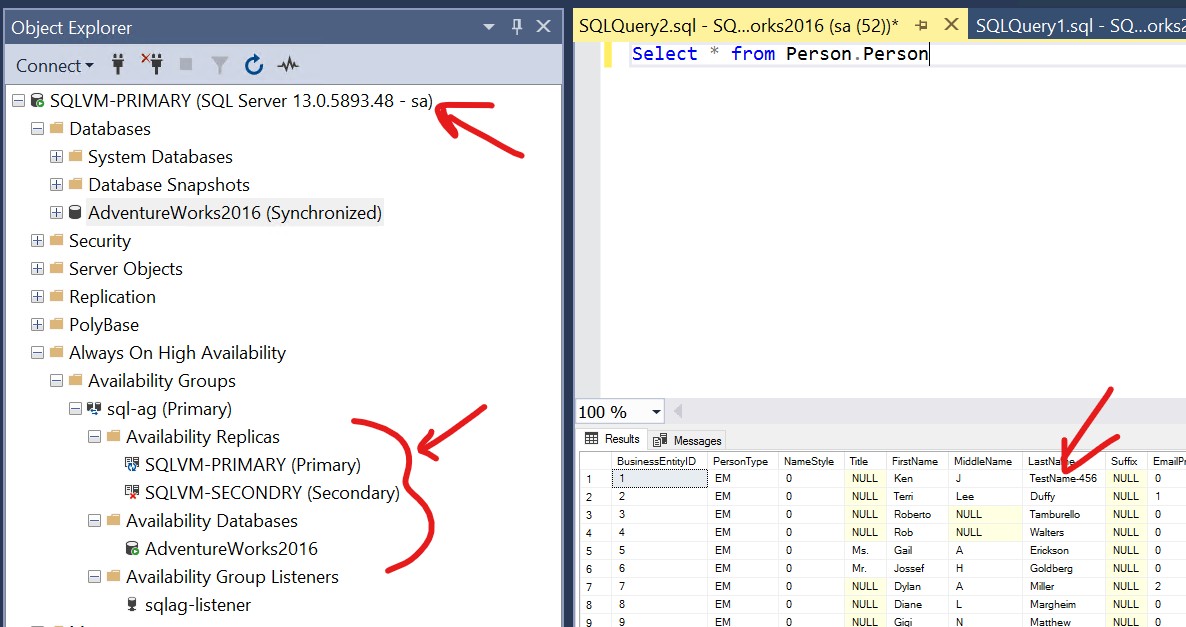 Object Explorer
Connect
SQLVM-PRIMARY (SQL Server 13.0.5893.48 - sa)
Databases
System Databases
Database Snapshots
AdventureWorks2016 (Synchronized)
Security
Server Objects
Replication
PolyBase
Always On High Availability
Availability Groups
sql-ag (Primary)
Availability Replicas
SQLVM-PRIMARY (Primary)
SQLVM-SECONDRY (Secondary)
Availability Databases
AdventureWorks2016
Availability Group Listeners
sqlag-listener
SQLQuery2.sql - SQ...orks2016 (sa (52))*
SQLQuery1.sql - SQ...orks2
Select * from Person.Person
100 %
Results Messages
BusinessEntityID PersonType NameStyle Title FirstName MiddleName LastName Suffix EmailPr
1 1 EM 0 NULL Ken J TestName-456 NULL 0
2 2 EM 0 NULL Terri Lee Duffy NULL 1
3 3 EM 0 NULL Roberto NULL Tamburello NULL 0
4 4 EM 0 NULL Rob NULL Walters NULL 0
5 5 EM 0 Ms. Gail A Erickson NULL 0
6 6 EM 0 Mr. Jossef H Goldberg NULL 0
7 7 EM 0 NULL Dylan A Miller NULL 2
8 8 EM 0 NULL Diane L Margheim NULL 0
9 9 EM 0 NULL Gigi N Matthew NULL 0